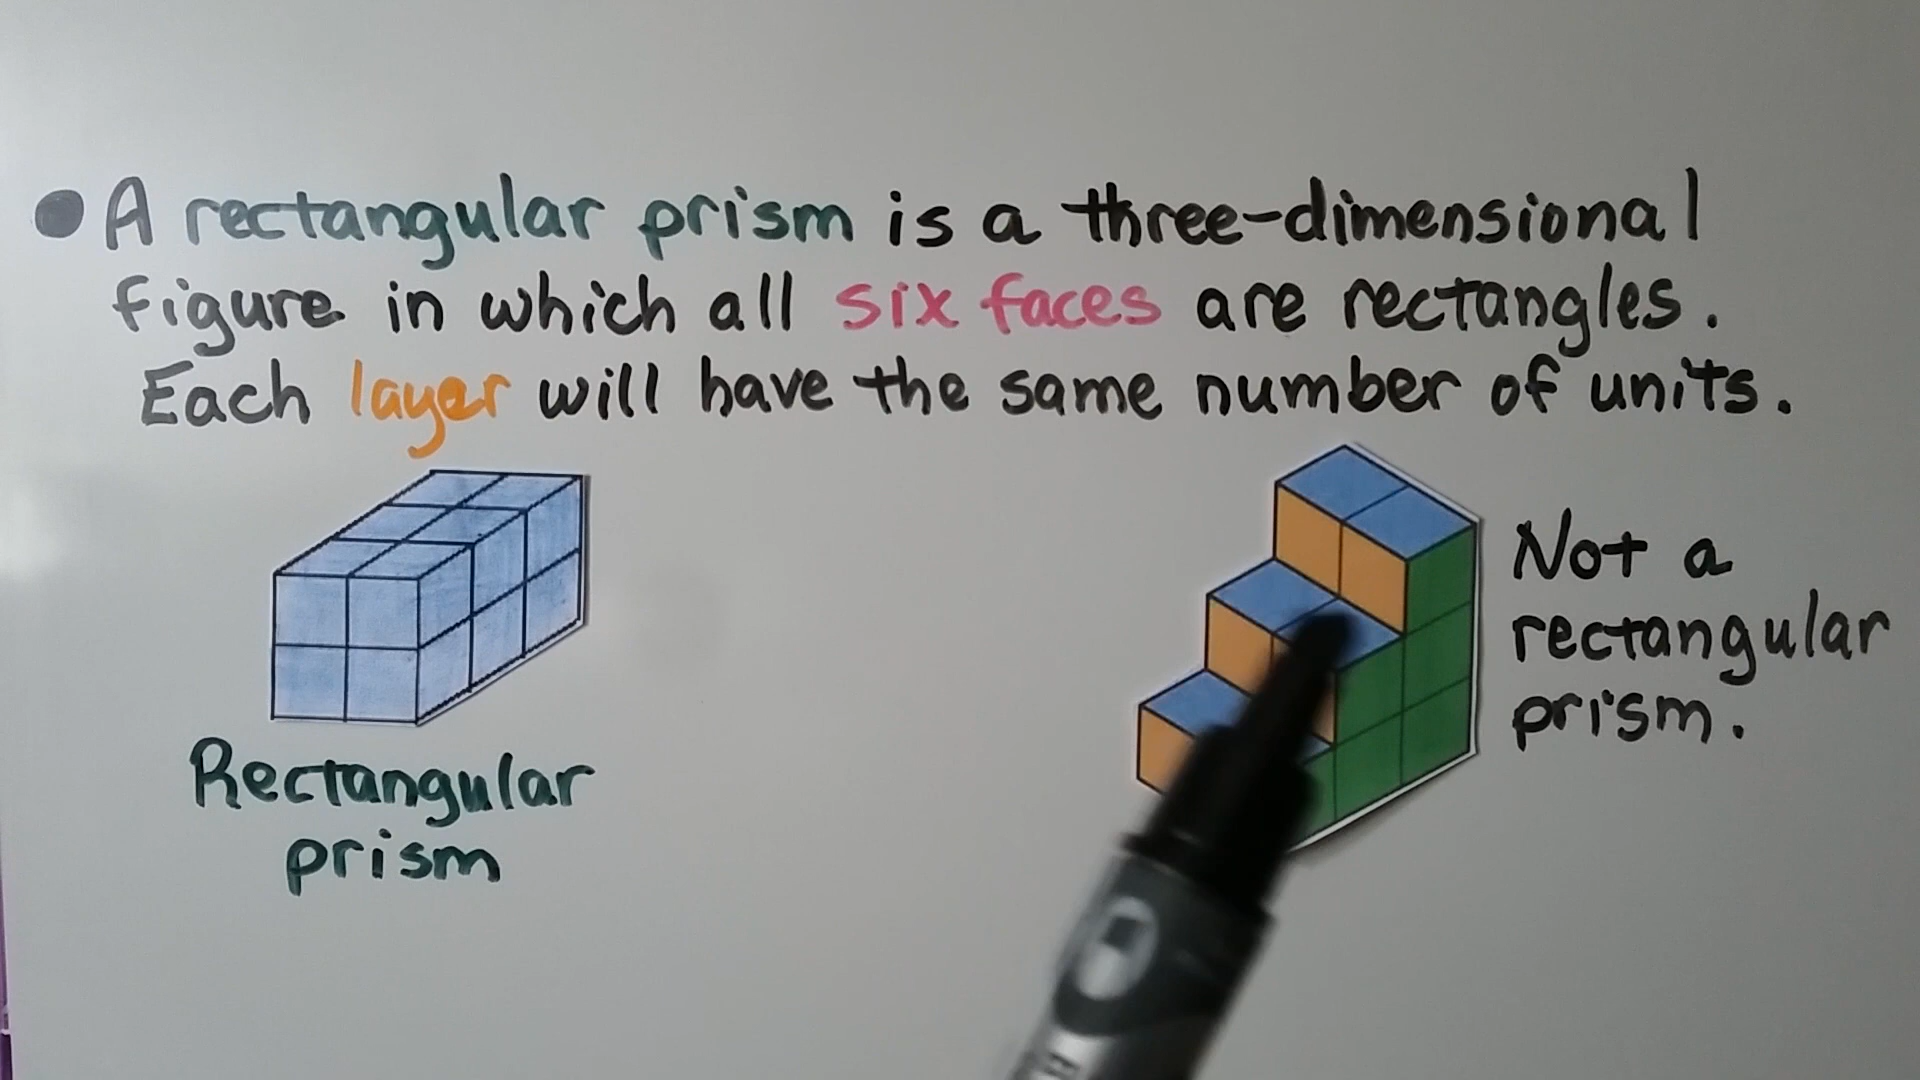 A rectangular prism is a three-dimensional
figure in which all six faces are rectangles.
Each layer will have the same number of units.
Not a
rectangular
prism.
Rectangular
prism